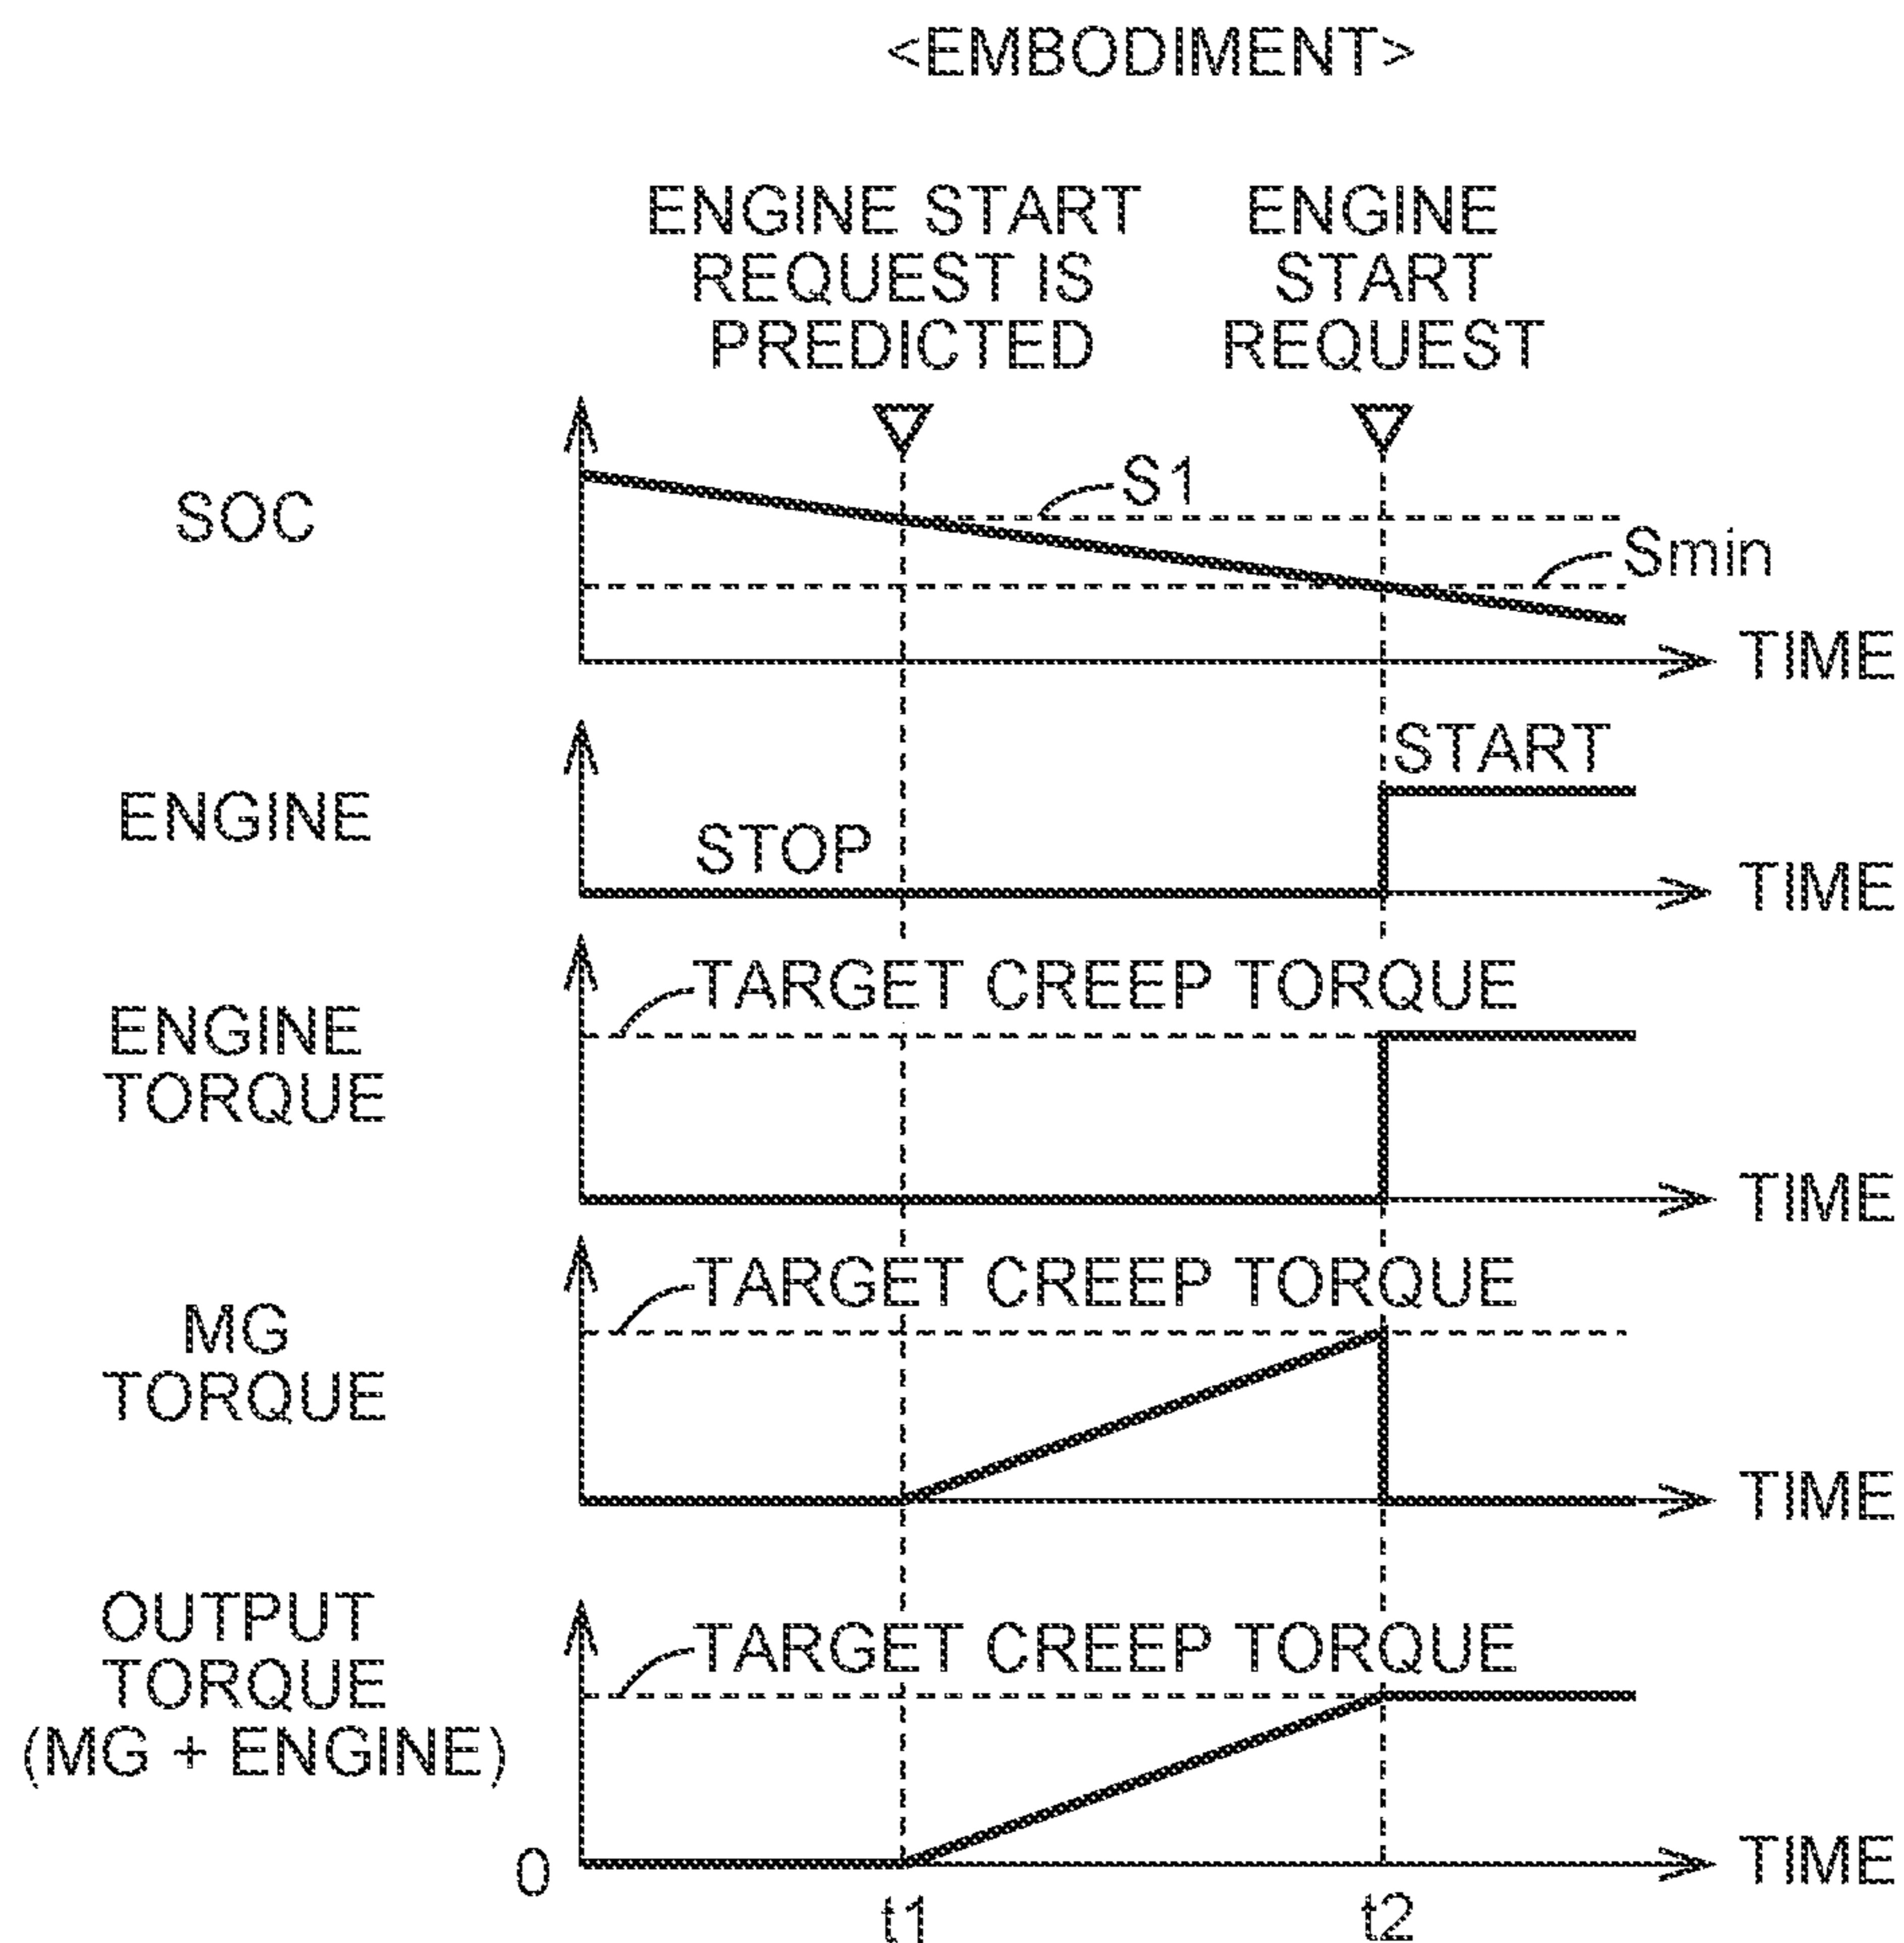 <EMBODIMENT>
ENGINE START
REQUEST IS
PREDICTED
ENGINE
START
REQUEST
SOC
S1
Smin
TIME
ENGINE
STOP
START
TIME
ENGINE
TORQUE
TARGET CREEP TORQUE
TIME
MG
TORQUE
TARGET CREEP TORQUE
TIME
OUTPUT
TORQUE
(MG + ENGINE)
TARGET CREEP TORQUE
0
TIME
t1
t2